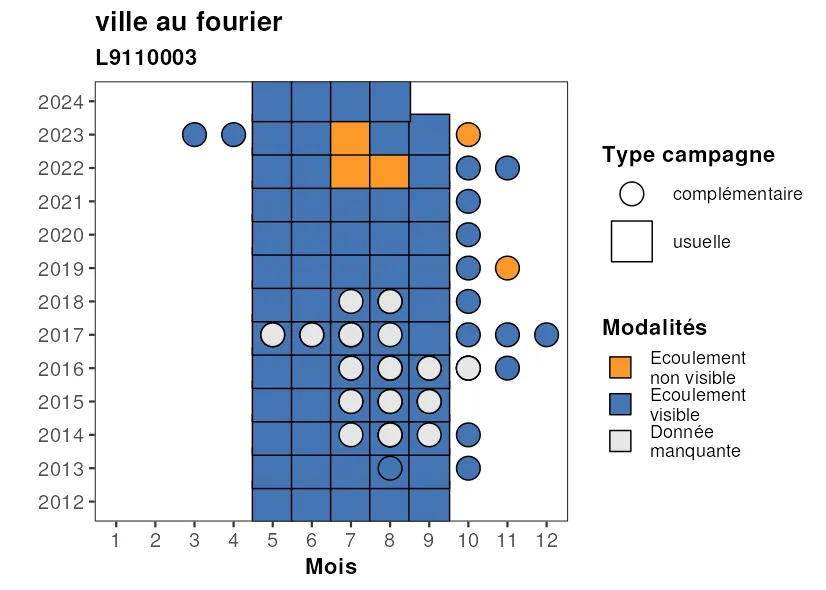 ville au fourier
L9110003
2024
2023
2022
2021
2020
2019
2018
2017
2016
2015
2014
2013
2012
1 2 3 4 5 6 7 8 9 10 11 12
Mois
Type campagne
complémentaire
usuelle
Modalités
Ecoulement
non visible
Ecoulement
visible
Donnée
manquante